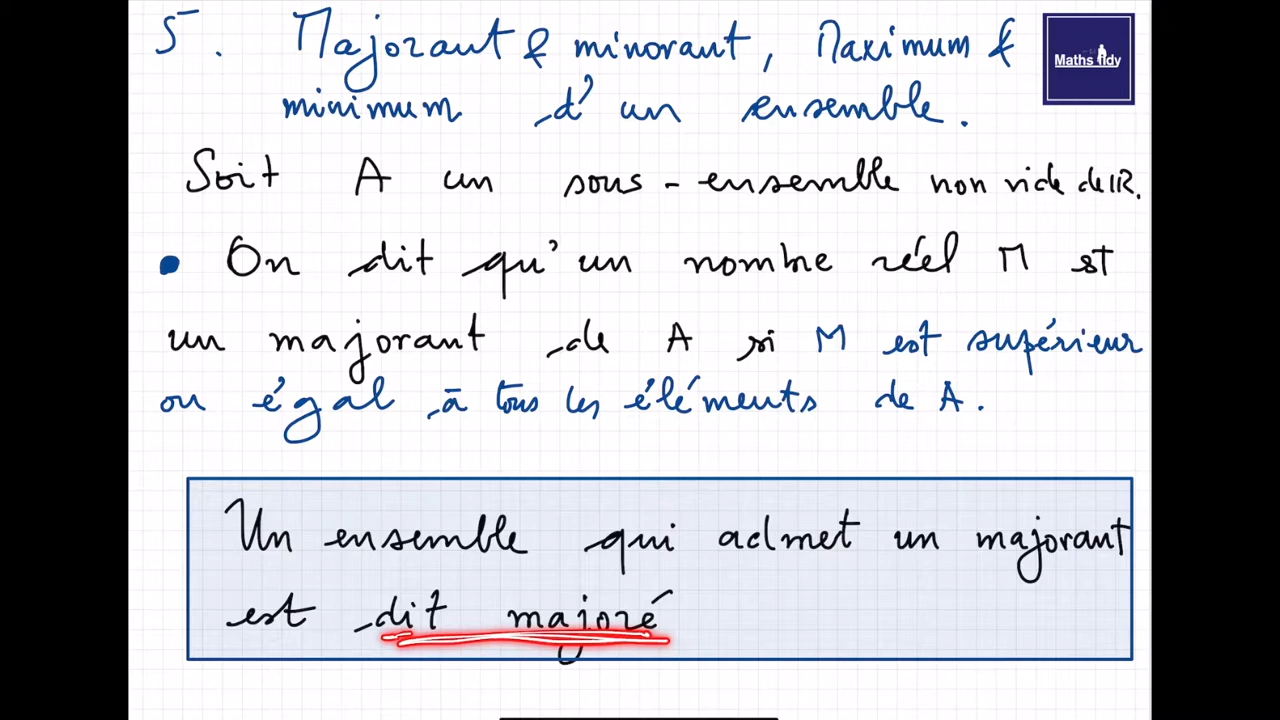 5. Majorant & minorant, Maximum &
minimum d'un ensemble.
Maths Ady
Soit A un sous-ensemble non vide de IR.
• On dit qu'un nombre réel M est
un majorant de A si M est supérieur
ou égal à tous les éléments de A.
Un ensemble qui admet un majorant
est dit majoré